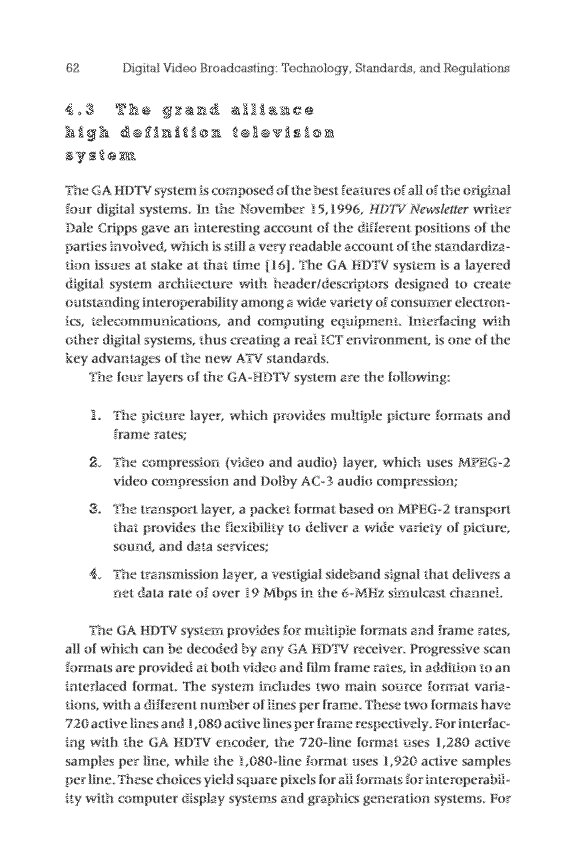 62 Digital Video Broadcasting: Technology, Standards, and Regulations
4.3 The grand alliance
high definition television
system
The GA HDTV system is composed of the best features of all of the original
four digital systems. In the November 15,1996, HDTV Newsletter writer
Dale Cripps gave an interesting account of the different positions of the
parties involved, which is still a very readable account of the standardiza-
tion issues at stake at that time [16]. The GA HDTV system is a layered
digital system architecture with header/descriptors designed to create
outstanding interoperability among a wide variety of consumer electron-
ics, telecommunications, and computing equipment. Interfacing with
other digital systems, thus creating a real ICT environment, is one of the
key advantages of the new ATV standards.
The four layers of the GA-HDTV system are the following:
1. The picture layer, which provides multiple picture formats and
frame rates;
2. The compression (video and audio) layer, which uses MPEG-2
video compression and Dolby AC-3 audio compression;
3. The transport layer, a packet format based on MPEG-2 transport
that provides the flexibility to deliver a wide variety of picture,
sound, and data services;
4. The transmission layer, a vestigial sideband signal that delivers a
net data rate of over 19 Mbps in the 6-MHz simulcast channel.
The GA HDTV system provides for multiple formats and frame rates,
all of which can be decoded by any GA HDTV receiver. Progressive scan
formats are provided at both video and film frame rates, in addition to an
interlaced format. The system includes two main source format varia-
tions, with a different number of lines per frame. These two formats have
720 active lines and 1,080 active lines per frame respectively. For interfac-
ing with the GA HDTV encoder, the 720-line format uses 1,280 active
samples per line, while the 1,080-line format uses 1,920 active samples
per line. These choices yield square pixels for all formats for interoperabil-
ity with computer display systems and graphics generation systems. For